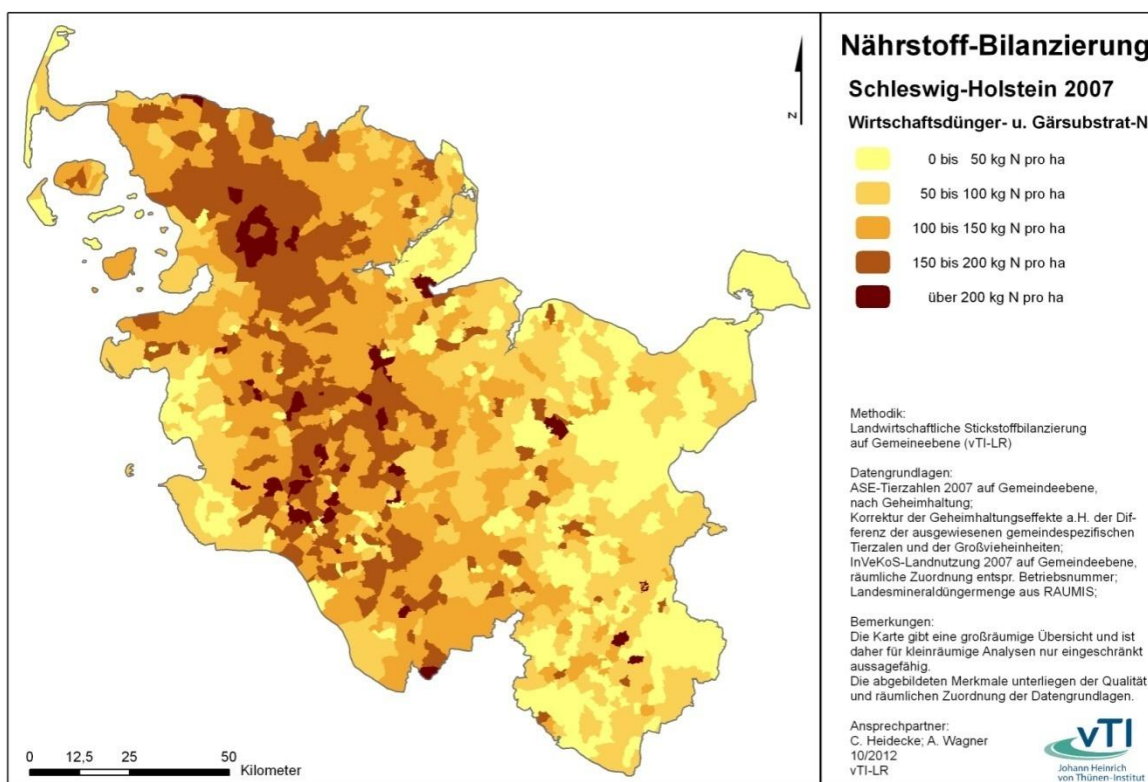 Nährstoff-Bilanzierung
Schleswig-Holstein 2007
Wirtschaftsdünger- u. Gärsubstrat-N
0 bis 50 kg N pro ha
50 bis 100 kg N pro ha
100 bis 150 kg N pro ha
150 bis 200 kg N pro ha
über 200 kg N pro ha
Methodik:
Landwirtschaftliche Stickstoffbilanzierung
auf Gemeineebene (vTI-LR)
Datengrundlagen:
ASE-Tierzahlen 2007 auf Gemeindeebene,
nach Geheimhaltung;
Korrektur der Geheimhaltungseffekte a.H. der Dif-
ferenz der ausgewiesenen gemeindespezifischen
Tierzalen und der Großvieheinheiten;
InVeKoS-Landnutzung 2007 auf Gemeindeebene,
räumliche Zuordnung entspr. Betriebsnummer;
Landesmineraldüngermenge aus RAUMIS;
Bemerkungen:
Die Karte gibt eine großräumige Übersicht und ist
daher für kleinräumige Analysen nur eingeschränkt
aussagefähig.
Die abgebildeten Merkmale unterliegen der Qualität
und räumlichen Zuordnung der Datengrundlagen.
Ansprechpartner:
C. Heidecke; A. Wagner
10/2012
vTI-LR
vTI
Johann Heinrich
von Thünen-Institut
N
0 12,5 25 50
Kilometer